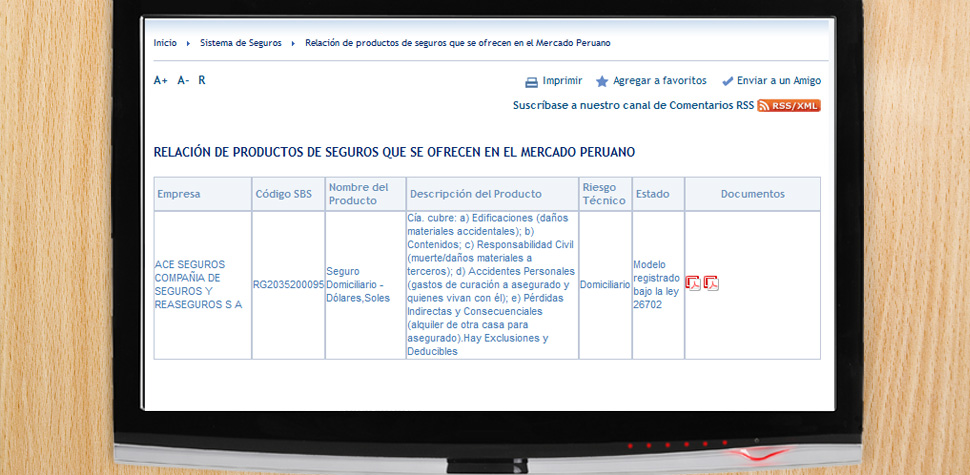 Inicio Sistema de Seguros Relación de productos de seguros que se ofrecen en el Mercado Peruano
A+ A- R
Imprimir Agregar a favoritos Enviar a un Amigo
Suscríbase a nuestro canal de Comentarios RSS RSS/XML
RELACIÓN DE PRODUCTOS DE SEGUROS QUE SE OFRECEN EN EL MERCADO PERUANO
Empresa
Código SBS
Nombre del
Producto
Descripción del Producto
Riesgo
Técnico
Estado
Documentos
ACE SEGUROS
COMPAÑIA DE
SEGUROS Y
REASEGUROS S A
RG2035200095
Seguro
Domiciliario -
Dólares,Soles
Cía. cubre: a) Edificaciones (daños
materiales accidentales); b)
Contenidos; c) Responsabilidad Civil
(muerte/daños materiales a
terceros); d) Accidentes Personales
(gastos de curación a asegurado y
quienes vivan con él); e) Pérdidas
Indirectas y Consecuenciales
(alquiler de otra casa para
asegurado).Hay Exclusiones y
Deducibles
Domiciliario
Modelo
registrado
bajo la ley
26702